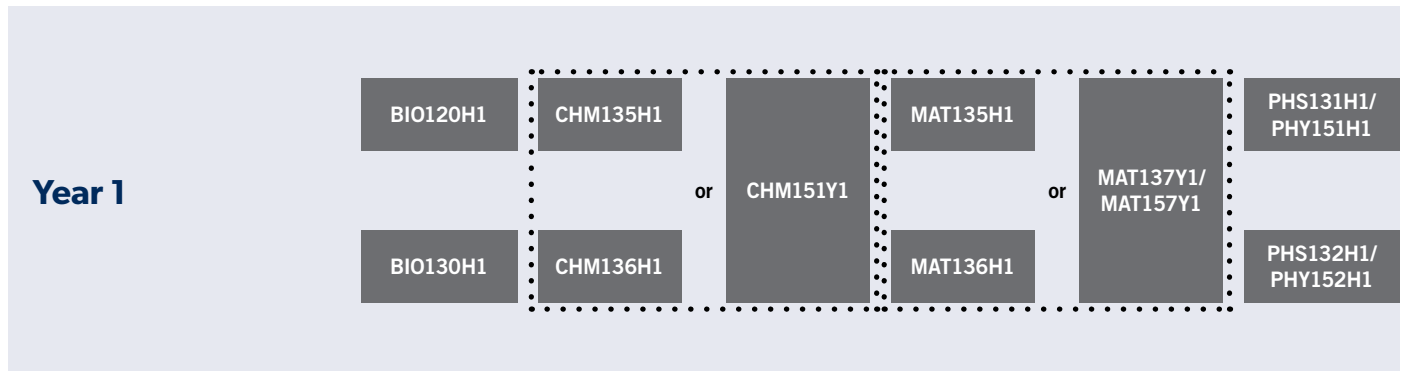 Year 1
BIO120H1
BIO130H1
CHM135H1
CHM136H1
or
CHM151Y1
MAT135H1
MAT136H1
or
MAT137Y1/
MAT157Y1
PHS131H1/
PHY151H1
PHS132H1/
PHY152H1